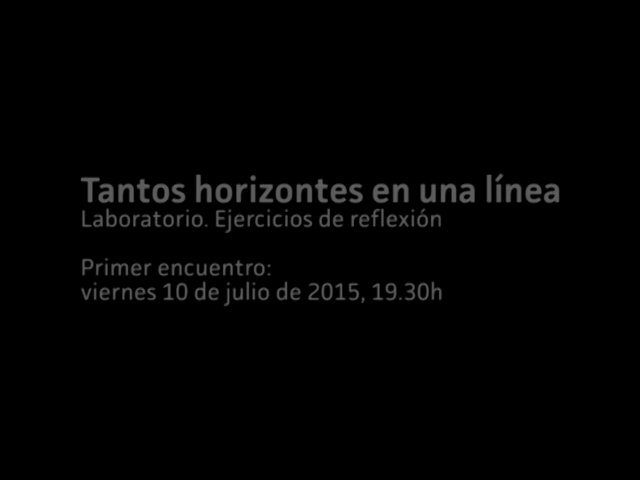 Tantos horizontes en una línea
Laboratorio. Ejercicios de reflexión
Primer encuentro:
viernes 10 de julio de 2015, 19.30h